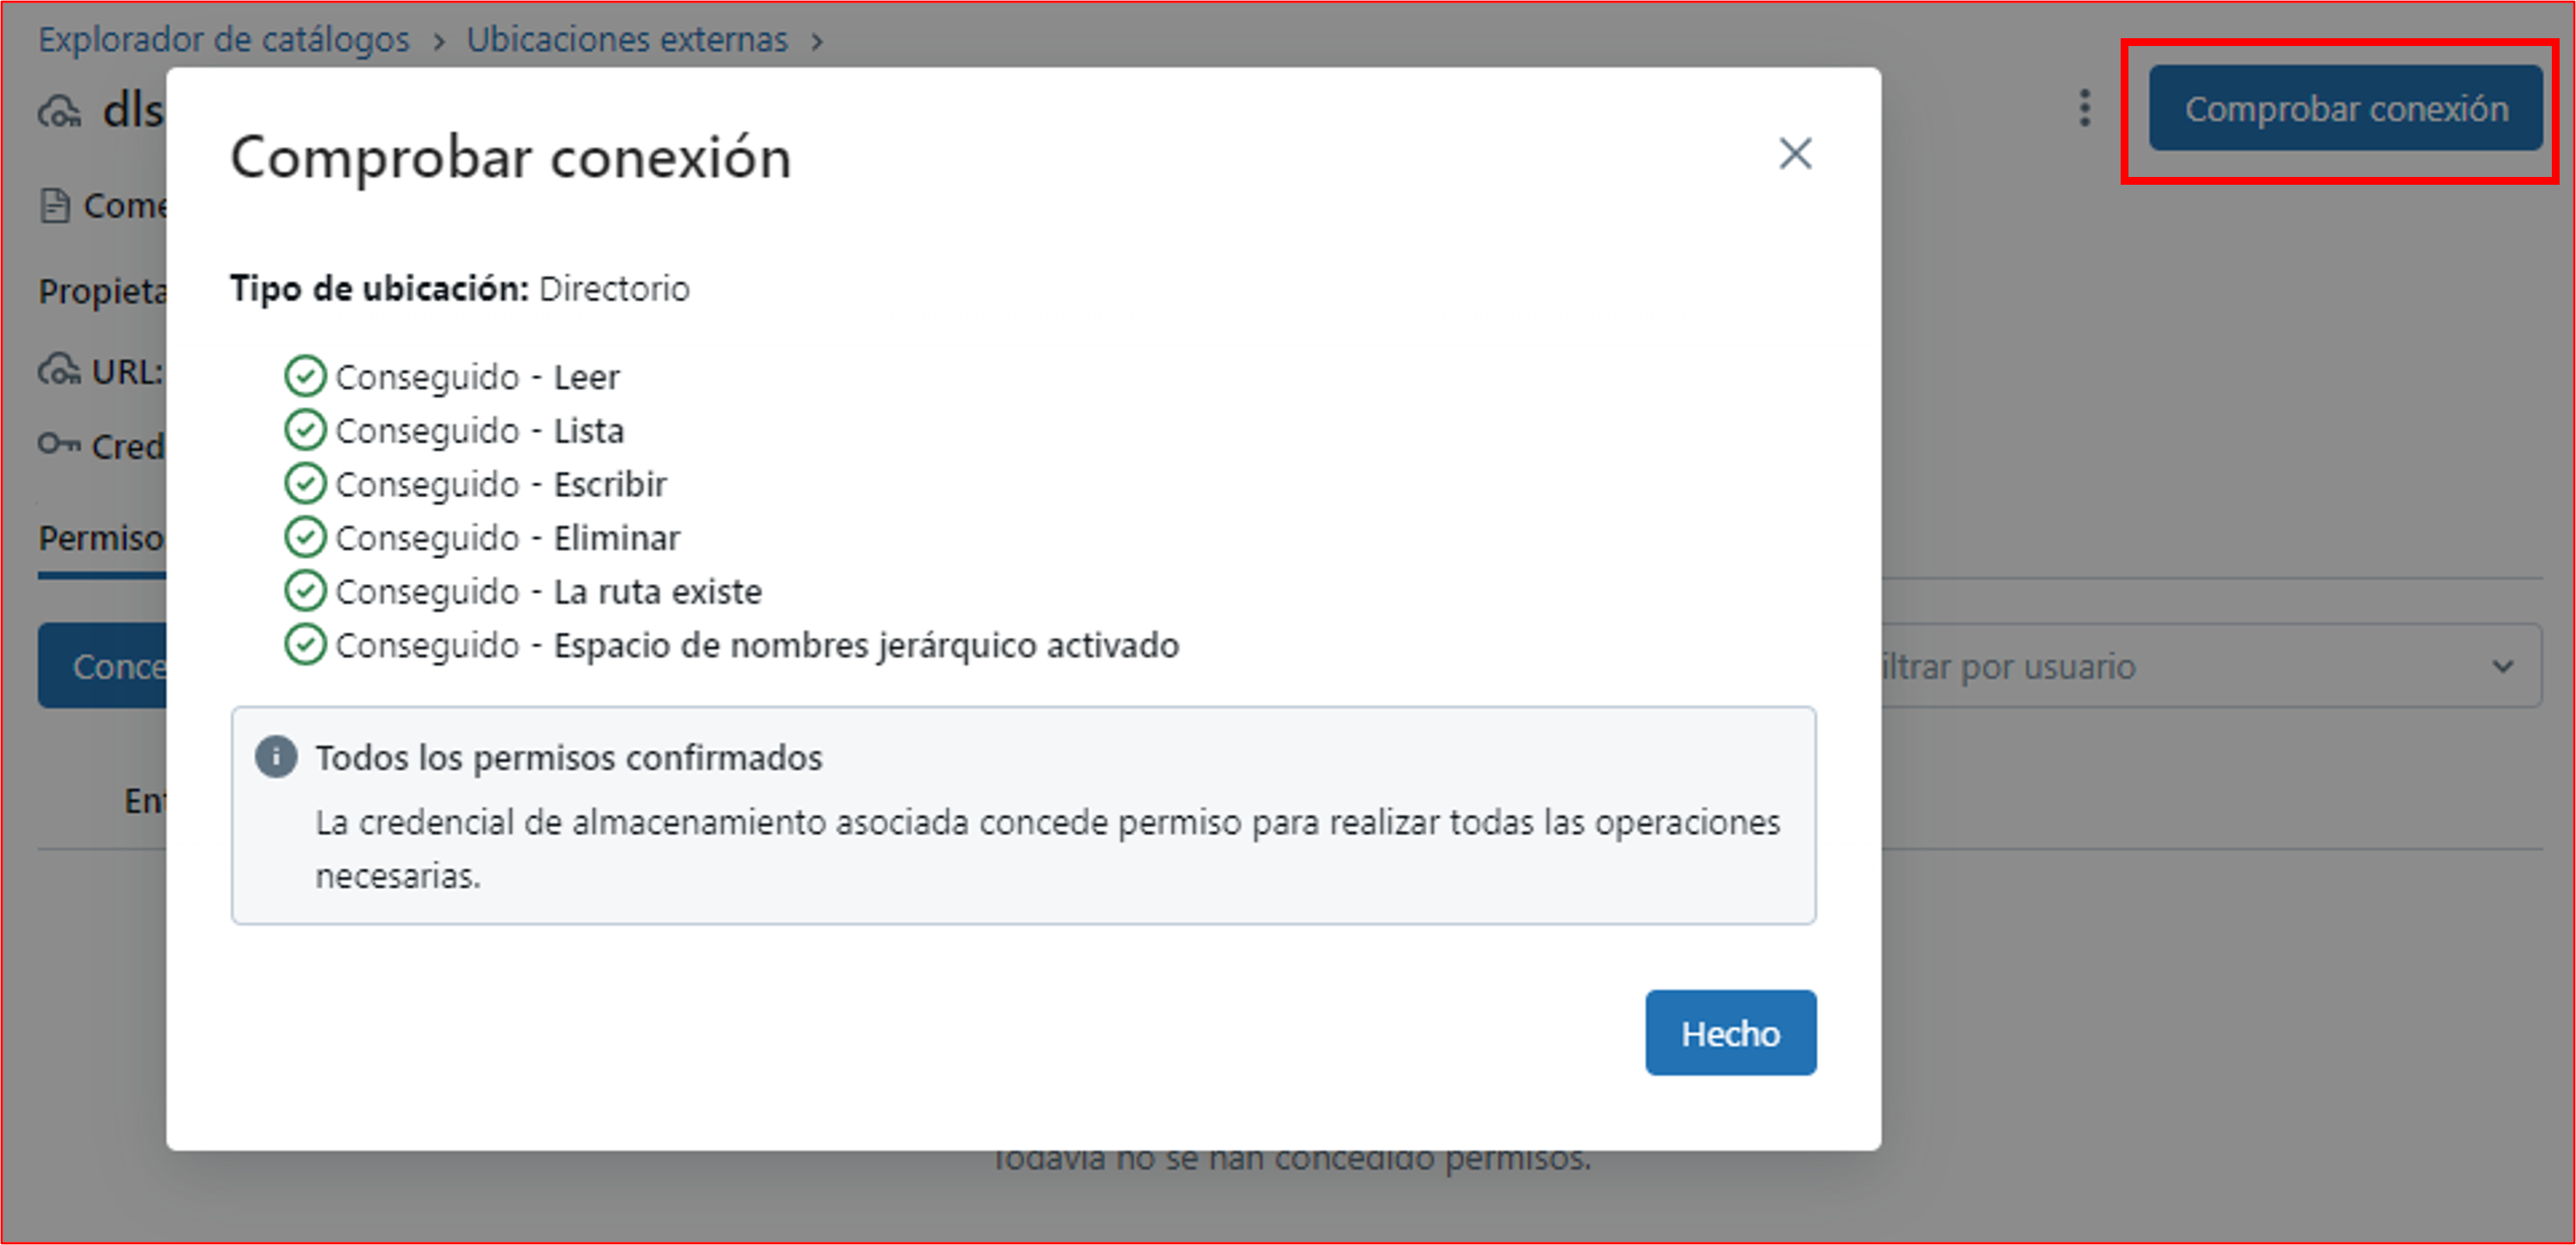 Explorador de catálogos > Ubicaciones externas >
dls
Comprobar conexión
Comprobar conexión
Tipo de ubicación: Directorio
Conseguido - Leer
Conseguido - Lista
Conseguido - Escribir
Conseguido - Eliminar
Conseguido - La ruta existe
Conseguido - Espacio de nombres jerárquico activado
Todos los permisos confirmados
La credencial de almacenamiento asociada concede permiso para realizar todas las operaciones
necesarias.
Hecho
Come
Propieta
URL:
Cred
Permiso
Conce
iltrar por usuario
Ent
Todavía no se han concedido permisos.